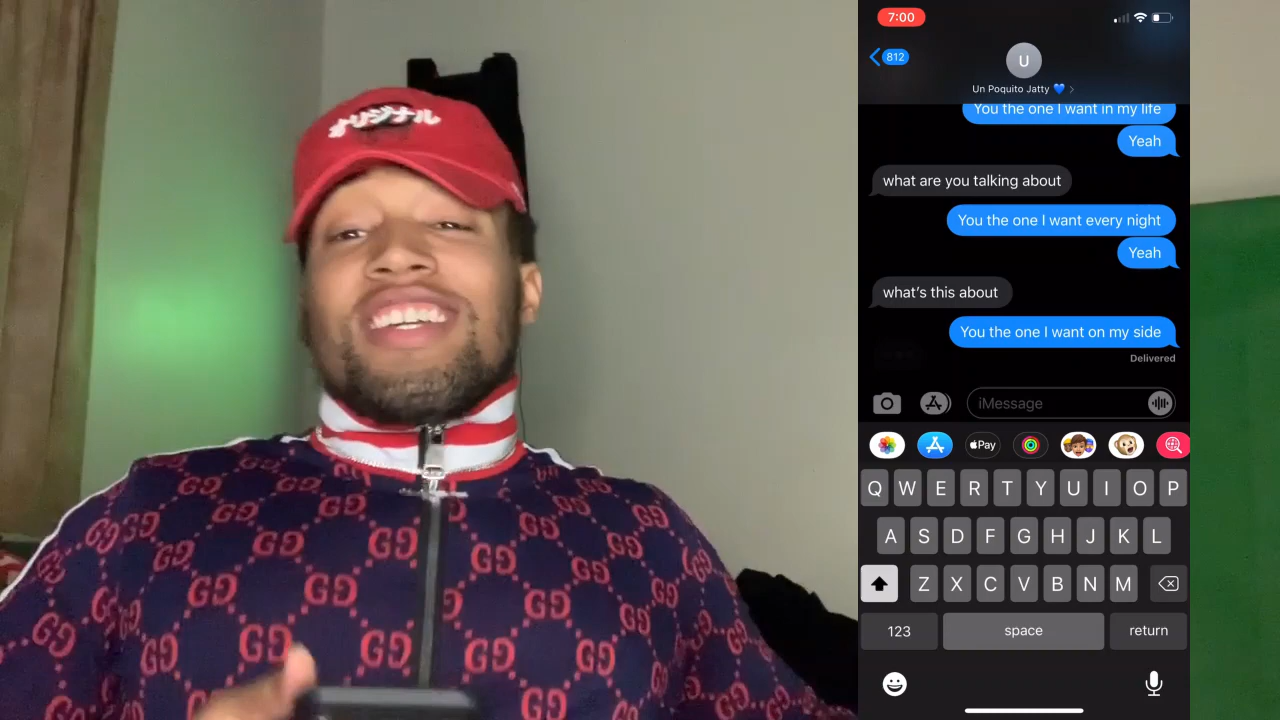 オリジナル
7:00
812
U
Un Poquito Jatty 💙
You the one I want in my life
Yeah
what are you talking about
You the one I want every night
Yeah
what's this about
You the one I want on my side
Delivered
iMessage
Pay
Q W E R T Y U I O P
A S D F G H J K L
Z X C V B N M
123 space return